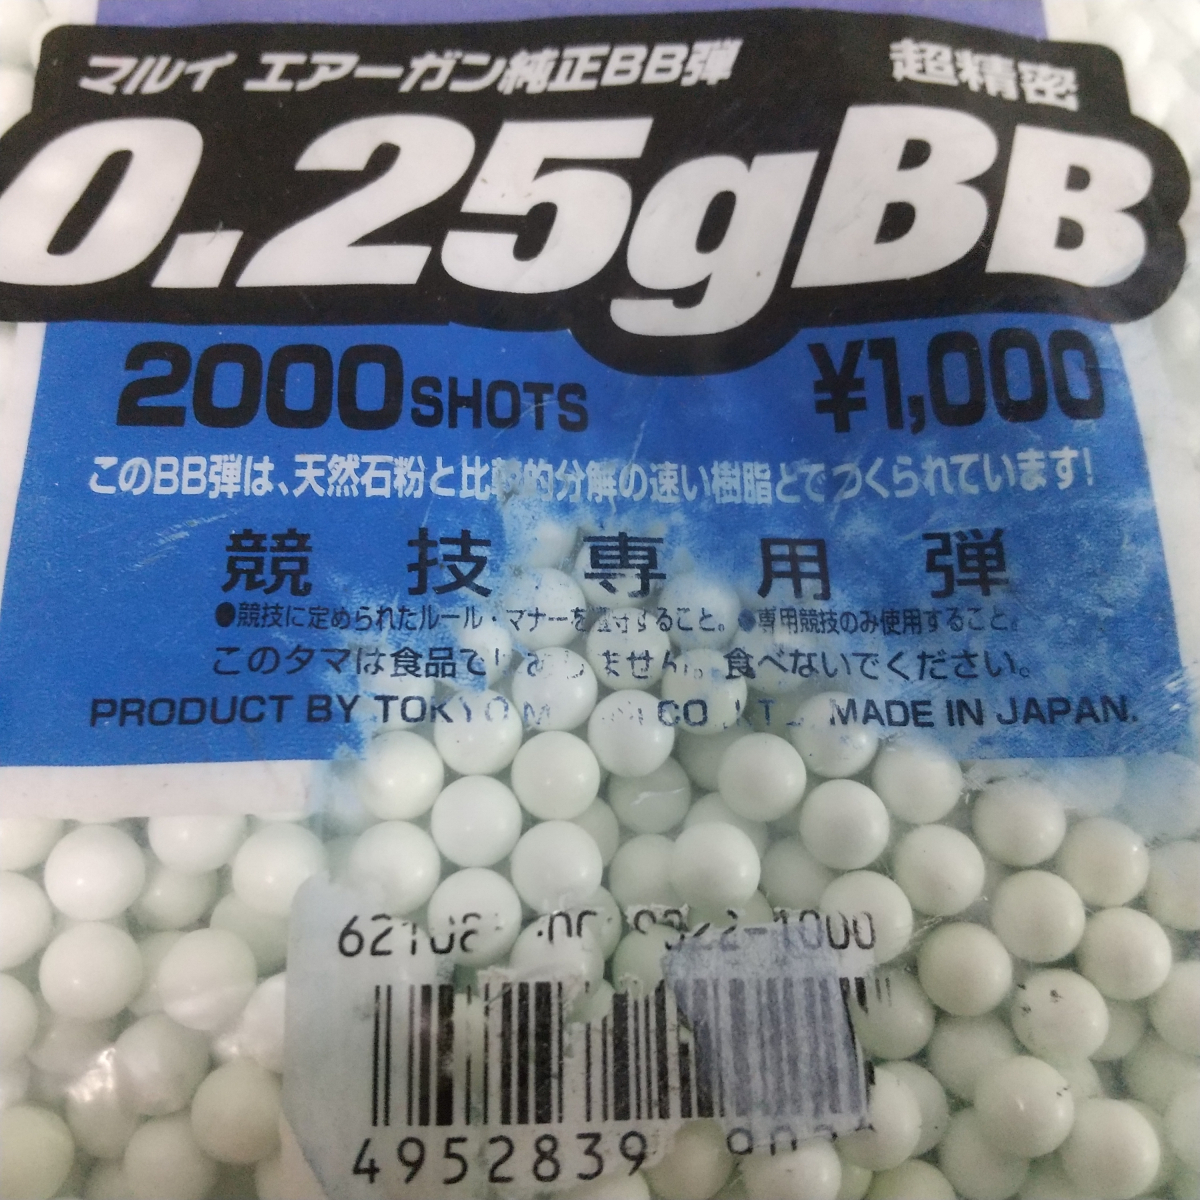 マルイ エアーガン純正BB弾 超精密
0.25gBB
2000SHOTS ¥1,000
このBB弾は、天然石粉と比較的分解の速い樹脂とでつくられています!
競技専用弾
●競技に定められたルール・マナーを する こと。●専用競技のみ使用すること。
このタマは食品で ません。食べないでください。
PRODUCT BY TOKYO CO., LT MADE IN JAPAN.
-1000
4952839